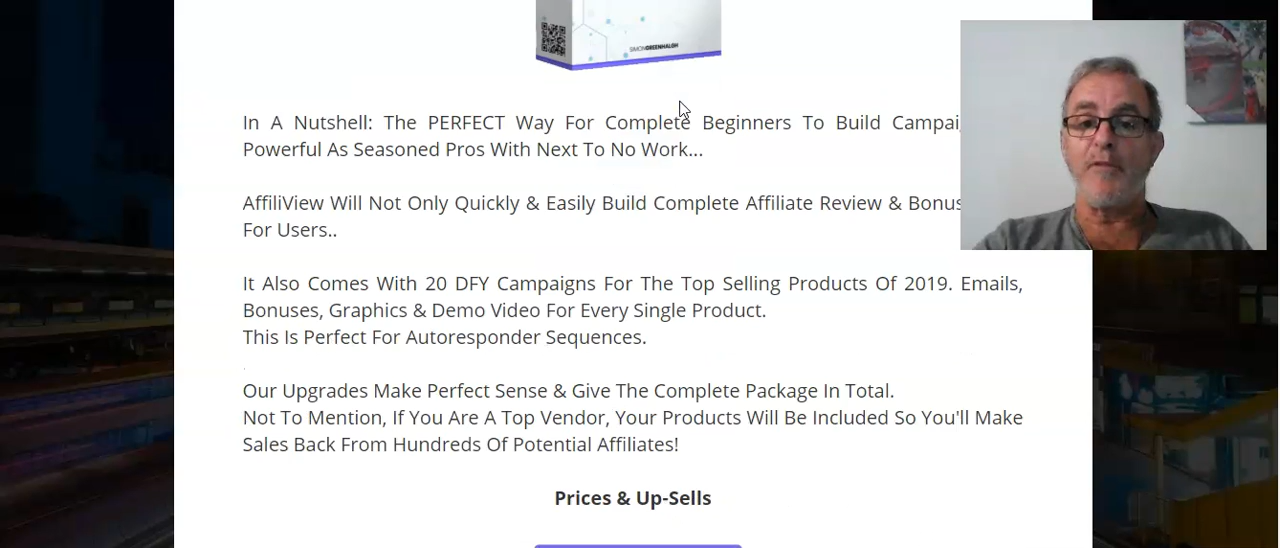 SIMONGREENHALGH
In A Nutshell: The PERFECT Way For Complete Beginners To Build
Powerful As Seasoned Pros With Next To No Work...
AffiliView Will Not Only Quickly & Easily Build Complete Affiliate Review &
For Users..
It Also Comes With 20 DFY Campaigns For The Top Selling Products Of 2019. Emails,
Bonuses, Graphics & Demo Video For Every Single Product.
This Is Perfect For Autoresponder Sequences.
Our Upgrades Make Perfect Sense & Give The Complete Package In Total.
Not To Mention, If You Are A Top Vendor, Your Products Will Be Included So You'll Make
Sales Back From Hundreds Of Potential Affiliates!
Prices & Up-Sells